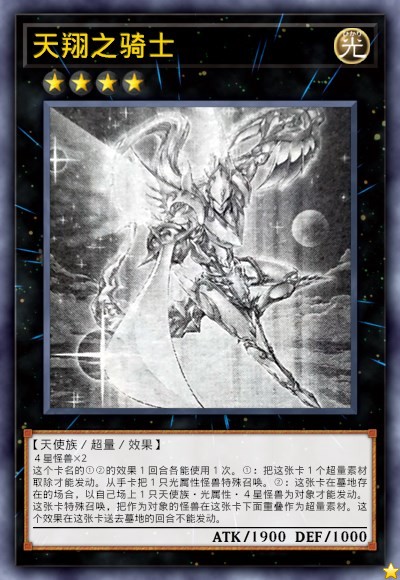 天翔之骑士
光
【天使族／超量／效果】
４星怪兽×2
这个卡名的①②的效果１回合各能使用１次。①：把这张卡１个超量素材
取除才能发动。从手卡把１只光属性怪兽特殊召唤。②：这张卡在墓地存
在的场合，以自己场上１只天使族・光属性・４星怪兽为对象才能发动。
这张卡特殊召唤，把作为对象的怪兽在这张卡下面重叠作为超量素材。这
个效果在这张卡送去墓地的回合不能发动。
ATK/1900 DEF/1000